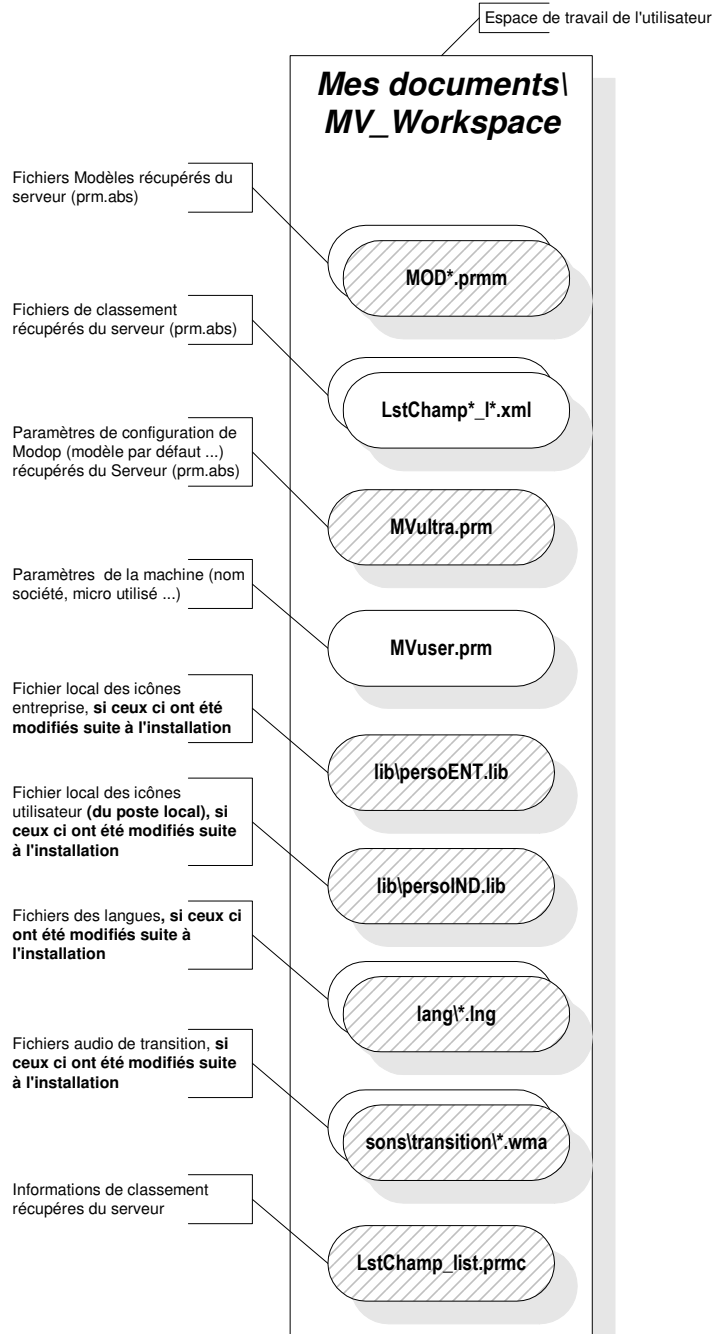 Espace de travail de l'utilisateur
Mes documents\
MV_Workspace
Fichiers Modèles récupérés du
serveur (prm.abs)
MOD*.prmm
Fichiers de classement
récupérés du serveur (prm.abs)
LstChamp*_l*.xml
Paramètres de configuration de
Modop (modèle par défaut ...)
récupérés du Serveur (prm.abs)
MVultra.prm
Paramètres  de la machine (nom
société, micro utilisé ...)
MVuser.prm
Fichier local des icônes
entreprise, si ceux ci ont été
modifiés suite à l'installation
lib\persoENT.lib
Fichier local des icônes
utilisateur (du poste local), si
ceux ci ont été modifiés suite
à l'installation
lib\persoIND.lib
Fichiers des langues, si ceux ci
ont été modifiés suite à
l'installation
lang\*.lng
Fichiers audio de transition, si
ceux ci ont été modifiés suite
à l'installation
sons\transition\*.wma
Informations de classement
récupéres du serveur
LstChamp_list.prmc